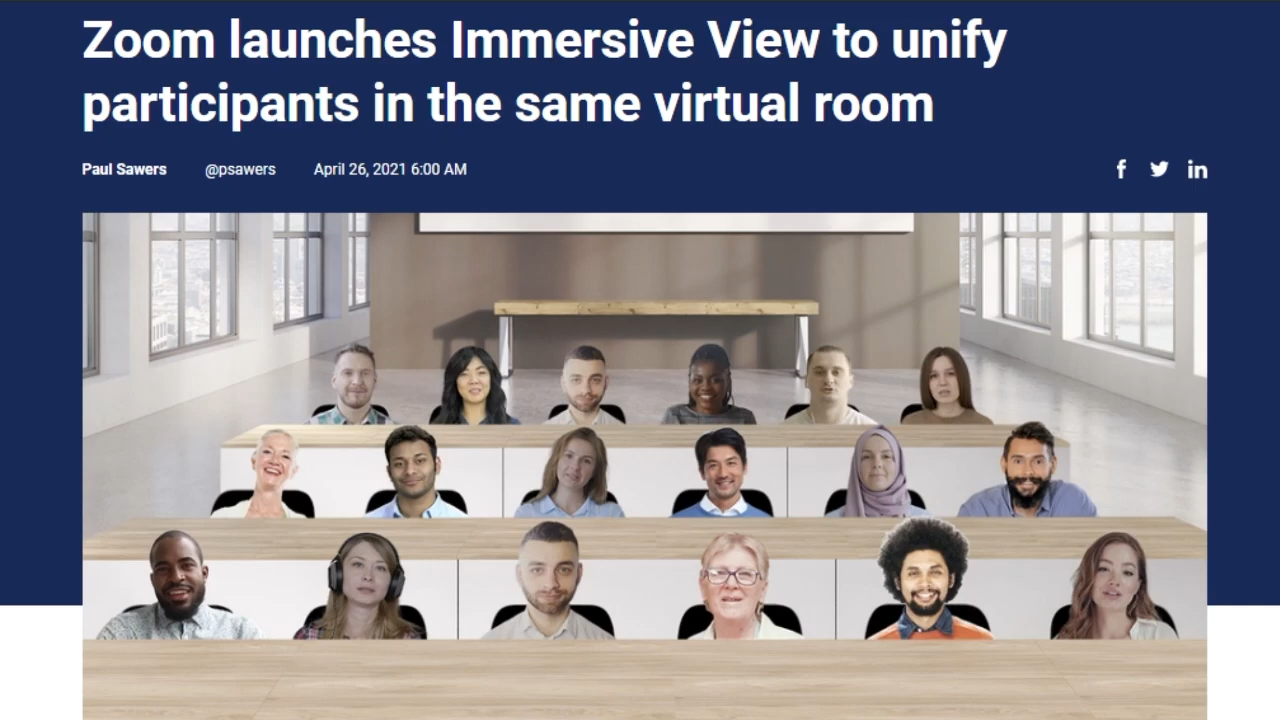 Zoom launches Immersive View to unify
participants in the same virtual room
Paul Sawers @psawers April 26, 2021 6:00 AM